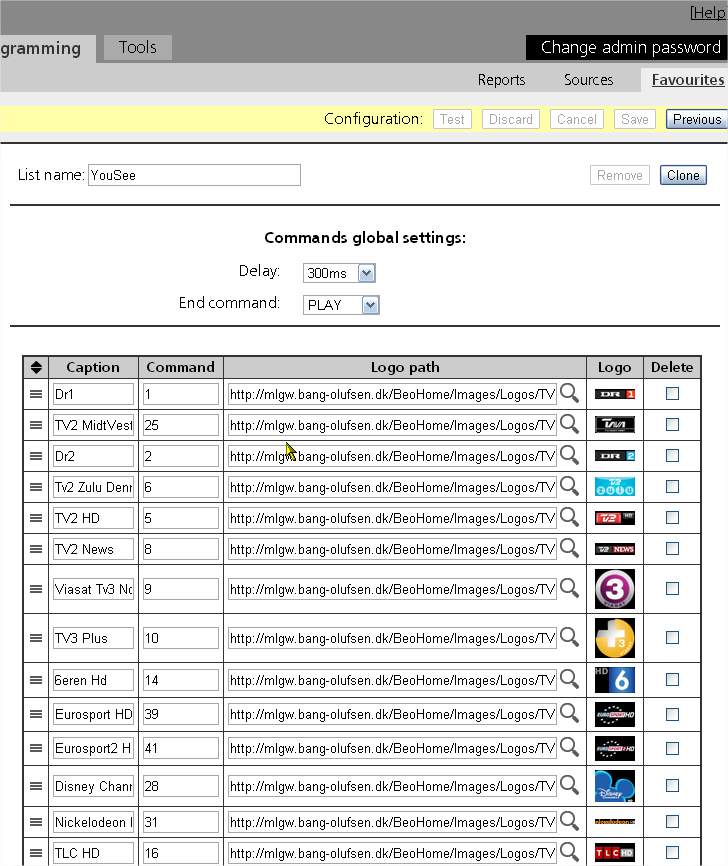 [Help
gramming Tools Change admin password
Reports Sources Favourites
Configuration: Test Discard Cancel Save Previous
List name: YouSee Remove Clone
Commands global settings:
Delay: 300ms
End command: PLAY
Caption Command Logo path Logo Delete
Dr1 1 http://mlgw.bang-olufsen.dk/BeoHome/Images/Logos/TV DR 1
TV2 MidtVest 25 http://mlgw.bang-olufsen.dk/BeoHome/Images/Logos/TV
Dr2 2 http://mlgw.bang-olufsen.dk/BeoHome/Images/Logos/TV DR 2
Tv2 Zulu Denr 6 http://mlgw.bang-olufsen.dk/BeoHome/Images/Logos/TV TV2 zulu
TV2 HD 5 http://mlgw.bang-olufsen.dk/BeoHome/Images/Logos/TV TV2 HD
TV2 News 8 http://mlgw.bang-olufsen.dk/BeoHome/Images/Logos/TV TV2 NEWS
Viasat Tv3 No 9 http://mlgw.bang-olufsen.dk/BeoHome/Images/Logos/TV 3 VIASAT
TV3 Plus 10 http://mlgw.bang-olufsen.dk/BeoHome/Images/Logos/TV 3
6eren Hd 14 http://mlgw.bang-olufsen.dk/BeoHome/Images/Logos/TV HD 6
Eurosport HD 39 http://mlgw.bang-olufsen.dk/BeoHome/Images/Logos/TV EUROSPORT HD
Eurosport2 H 41 http://mlgw.bang-olufsen.dk/BeoHome/Images/Logos/TV EUROSPORT 2 HD
Disney Chann 28 http://mlgw.bang-olufsen.dk/BeoHome/Images/Logos/TV Disney
Nickelodeon I 31 http://mlgw.bang-olufsen.dk/BeoHome/Images/Logos/TV nickelodeon
TLC HD 16 http://mlgw.bang-olufsen.dk/BeoHome/Images/Logos/TV TLC HD